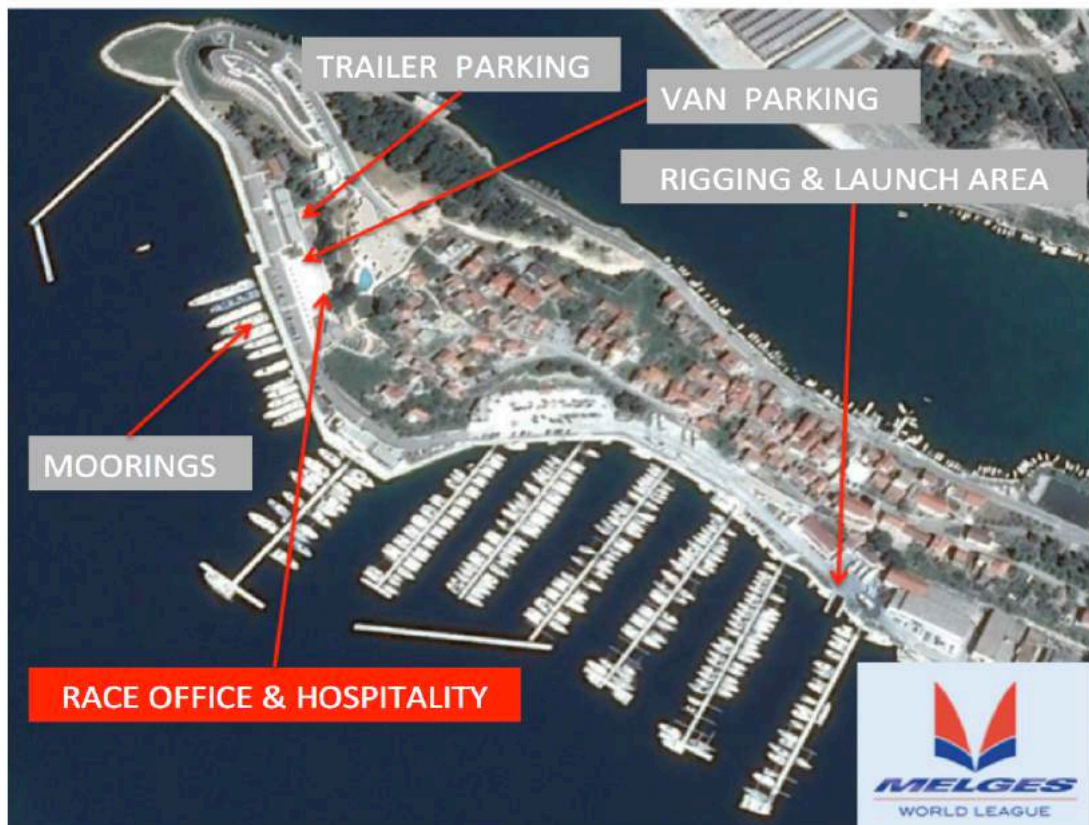 TRAILER PARKING
VAN PARKING
RIGGING & LAUNCH AREA
MOORINGS
RACE OFFICE & HOSPITALITY
MELGES
WORLD LEAGUE